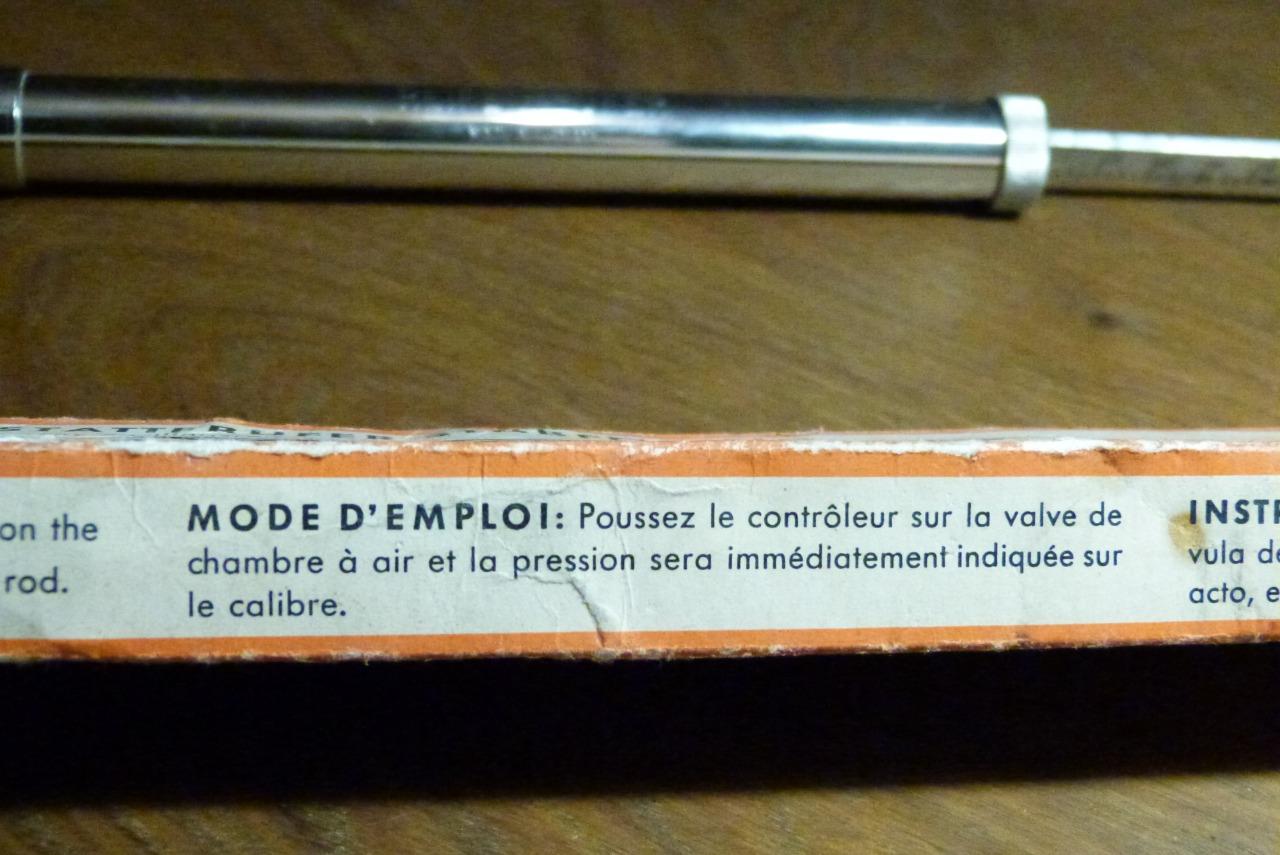 on the
rod.
MODE D'EMPLOI: Poussez le contrôleur sur la valve de
chambre à air et la pression sera immédiatement indiquée sur
le calibre.
INSTR
vula de
acto, e